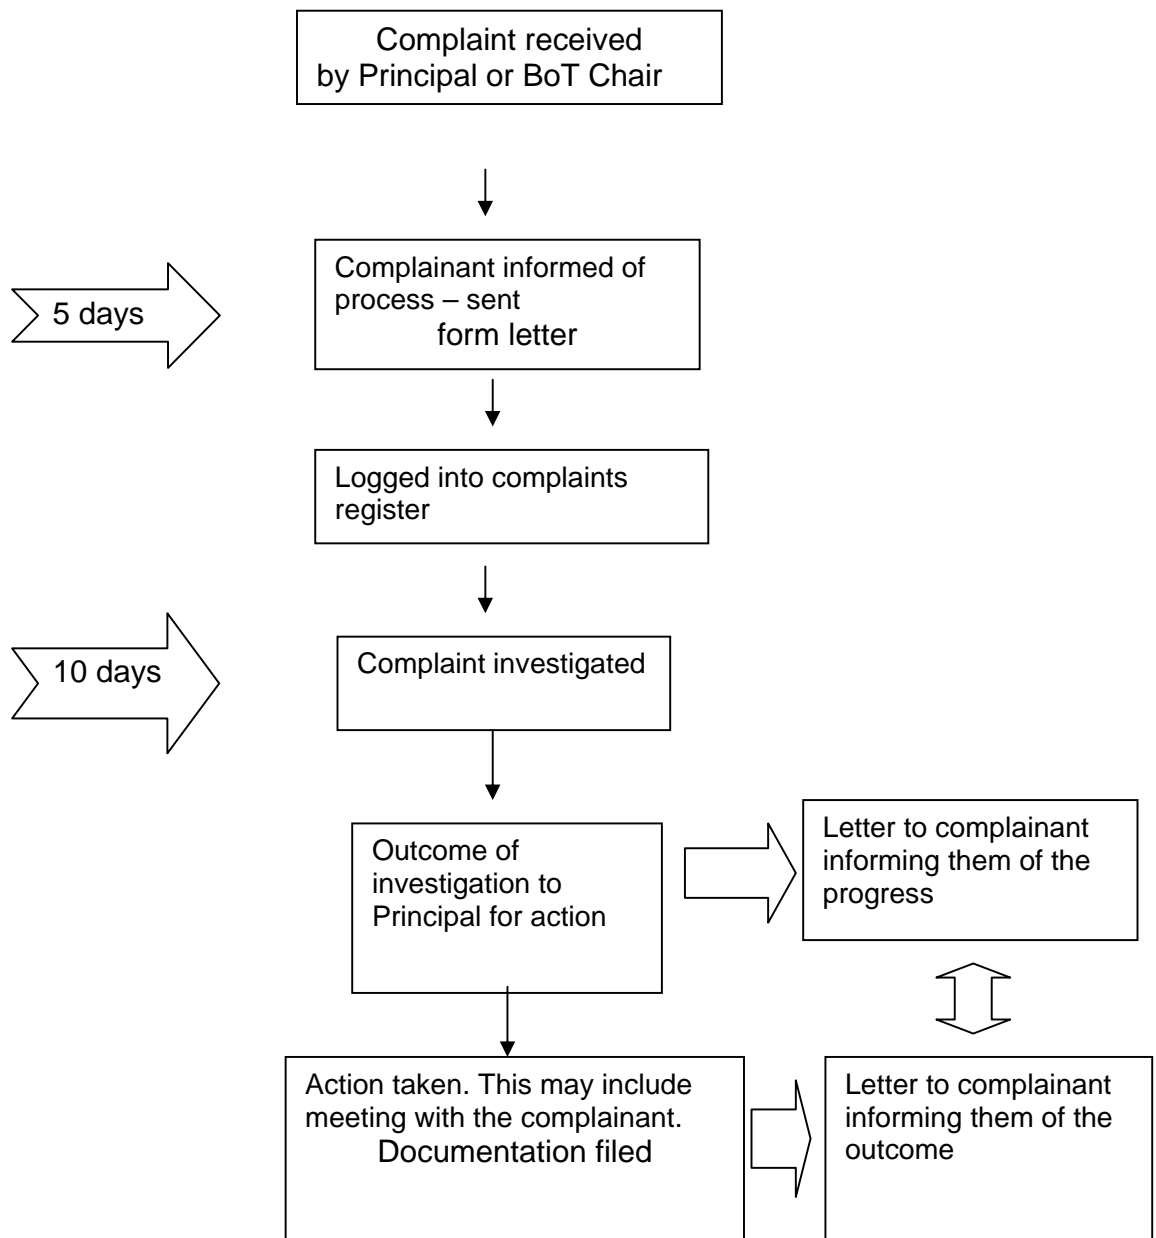 Complaint received
by Principal or BoT Chair
5 days
Complainant informed of
process – sent
form letter
Logged into complaints
register
10 days
Complaint investigated
Outcome of
investigation to
Principal for action
Letter to complainant
informing them of the
progress
Action taken. This may include
meeting with the complainant.
Documentation filed
Letter to complainant
informing them of the
outcome